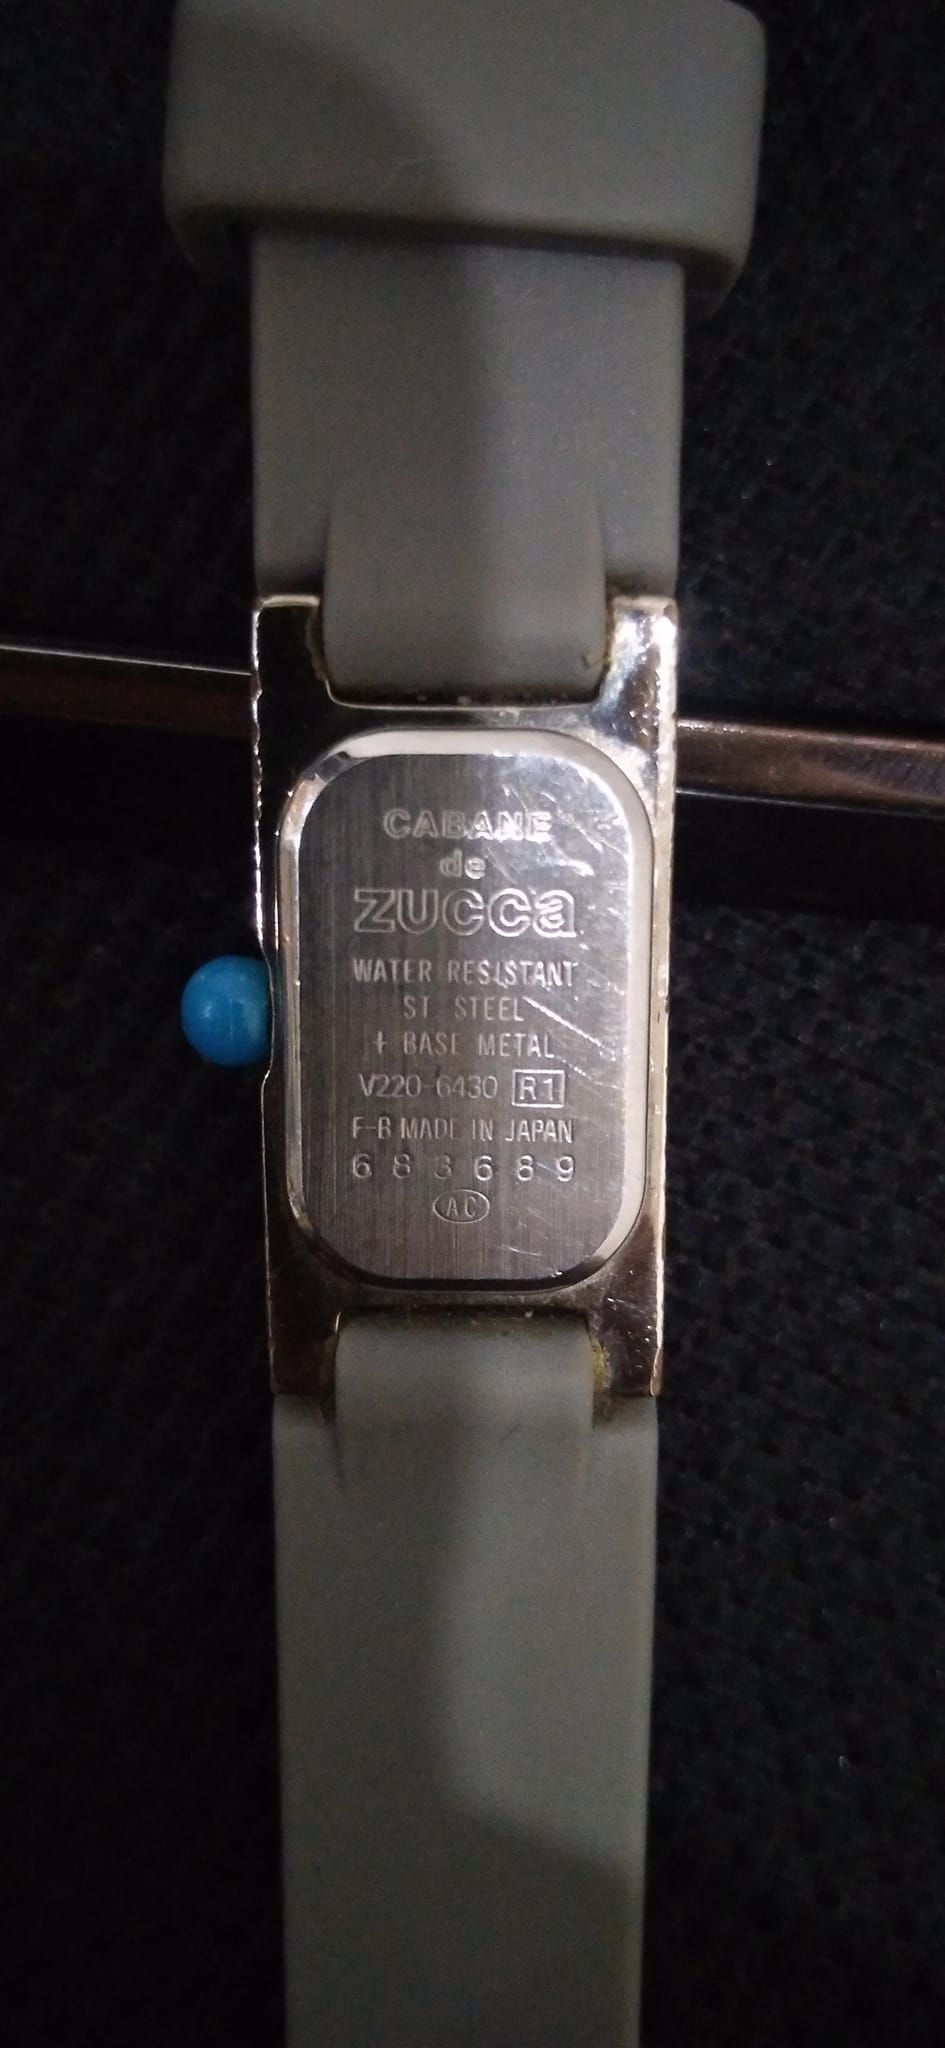 CABANE
de
ZUCCa
WATER RESISTANT
ST. STEEL
+ BASE METAL
V220-6430 R1
F-B MADE IN JAPAN
683689
AC